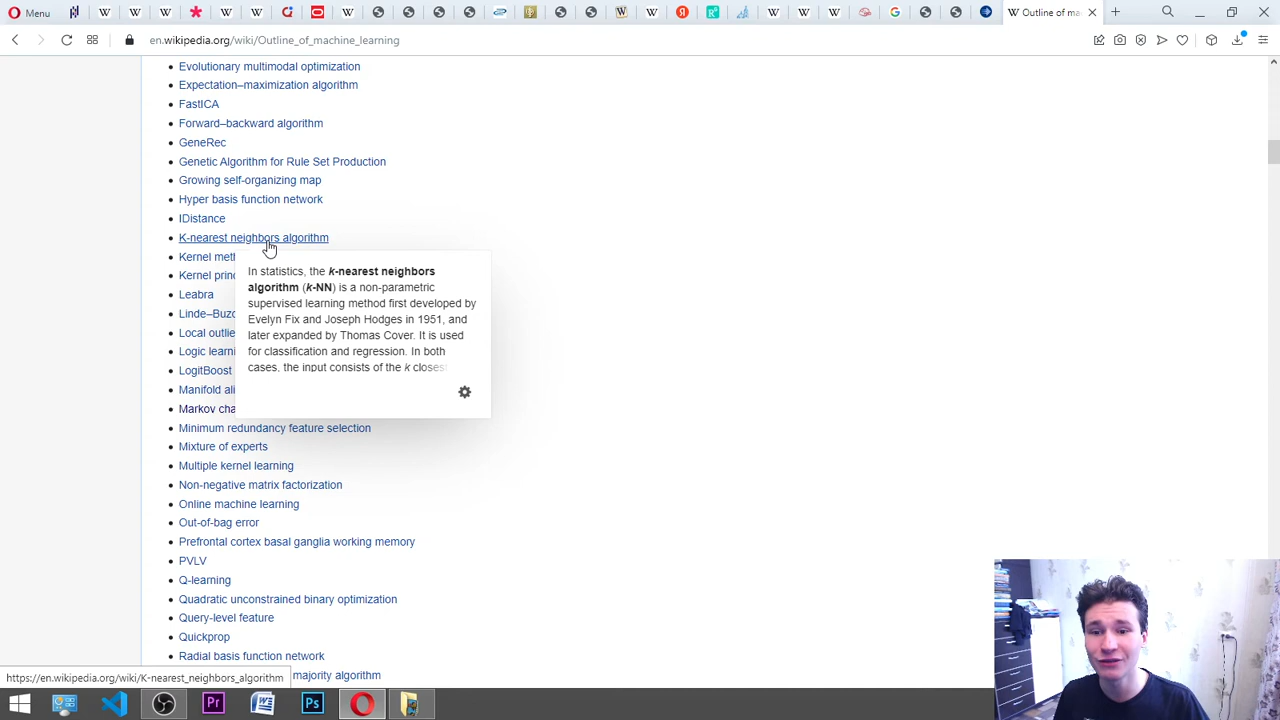 Menu
Outline of ma
en.wikipedia.org/wiki/Outline_of_machine_learning
Evolutionary multimodal optimization
Expectation–maximization algorithm
FastICA
Forward–backward algorithm
GeneRec
Genetic Algorithm for Rule Set Production
Growing self-organizing map
Hyper basis function network
IDistance
K-nearest neighbors algorithm
Kernel meth
Kernel princ
Leabra
Linde–Buzo
Local outlie
Logic learni
LogitBoost
Manifold ali
Markov cha
In statistics, the k-nearest neighbors
algorithm (k-NN) is a non-parametric
supervised learning method first developed by
Evelyn Fix and Joseph Hodges in 1951, and
later expanded by Thomas Cover. It is used
for classification and regression. In both
cases, the input consists of the k closest
Minimum redundancy feature selection
Mixture of experts
Multiple kernel learning
Non-negative matrix factorization
Online machine learning
Out-of-bag error
Prefrontal cortex basal ganglia working memory
PVLV
Q-learning
Quadratic unconstrained binary optimization
Query-level feature
Quickprop
Radial basis function network
majority algorithm
https://en.wikipedia.org/wiki/K-nearest_neighbors_algorithm